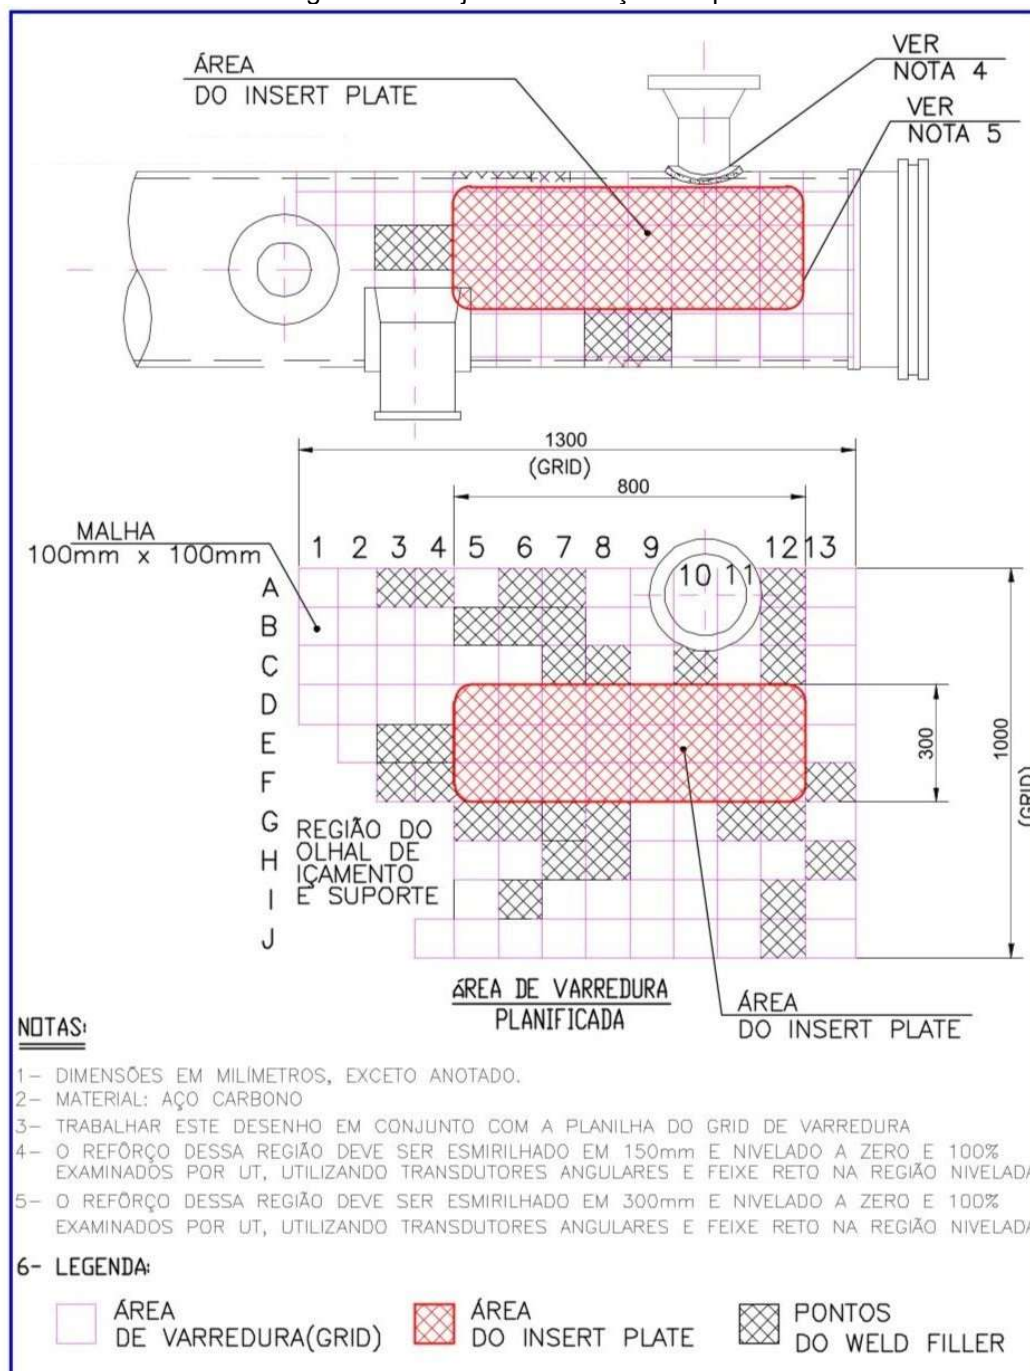 ÁREA
DO INSERT PLATE
VER
NOTA 4
VER
NOTA 5
1300
(GRID)
800
MALHA
100mm x 100mm
1 2 3 4 5 6 7 8 9 10 11 12 13
A
B
C
D
E
F
G
H
I
J
300
1000
(GRID)
REGIÃO DO
OLHAL DE
IÇAMENTO
E SUPORTE
ÁREA DE VARREDURA
PLANIFICADA
ÁREA
DO INSERT PLATE
NOTAS:
1- DIMENSÕES EM MILÍMETROS, EXCETO ANOTADO.
2- MATERIAL: AÇO CARBONO
3- TRABALHAR ESTE DESENHO EM CONJUNTO COM A PLANILHA DO GRID DE VARREDURA
4- O REFÔRÇO DESSA REGIÃO DEVE SER ESMIRILHADO EM 150mm E NIVELADO A ZERO E 100%
EXAMINADOS POR UT, UTILIZANDO TRANSDUTORES ANGULARES E FEIXE RETO NA REGIÃO NIVELADA
5- O REFÔRÇO DESSA REGIÃO DEVE SER ESMIRILHADO EM 300mm E NIVELADO A ZERO E 100%
EXAMINADOS POR UT, UTILIZANDO TRANSDUTORES ANGULARES E FEIXE RETO NA REGIÃO NIVELADA
6- LEGENDA:
ÁREA
DE VARREDURA(GRID)
ÁREA
DO INSERT PLATE
PONTOS
DO WELD FILLER